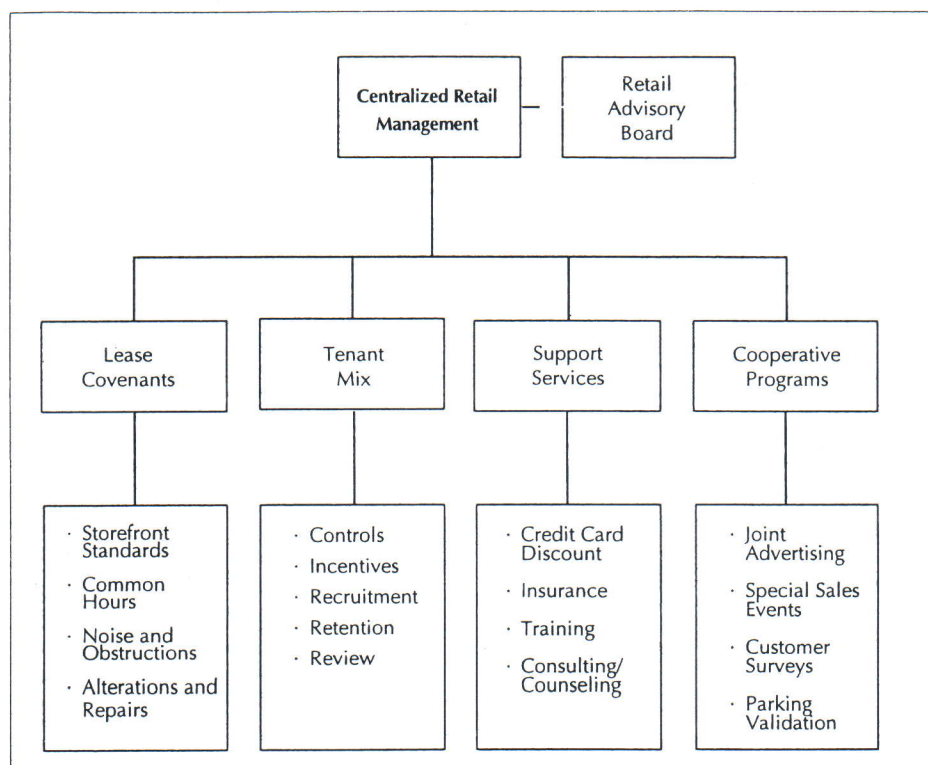 Centralized Retail
Management
Retail
Advisory
Board
Lease
Covenants
Tenant
Mix
Support
Services
Cooperative
Programs
· Storefront
Standards
· Common
Hours
· Noise and
Obstructions
· Alterations and
Repairs
· Controls
· Incentives
· Recruitment
· Retention
· Review
· Credit Card
Discount
· Insurance
· Training
· Consulting/
Counseling
· Joint
Advertising
· Special Sales
Events
· Customer
Surveys
· Parking
Validation